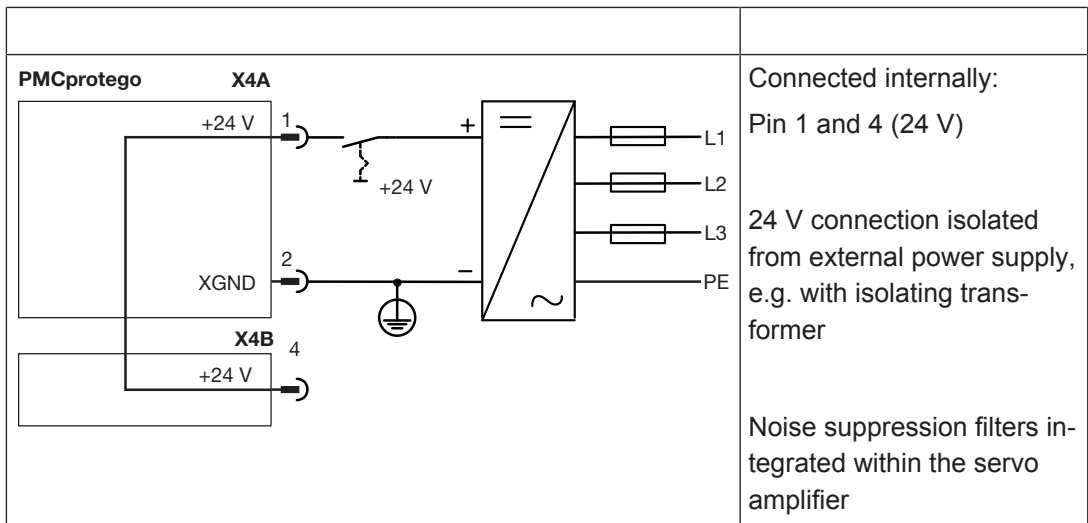 PMCprotego X4A
+24 V 1 + L1
+24 V L2
L3
XGND 2 – PE
X4B 4
+24 V
Connected internally:
Pin 1 and 4 (24 V)
24 V connection isolated
from external power supply,
e.g. with isolating trans-
former
Noise suppression filters in-
tegrated within the servo
amplifier